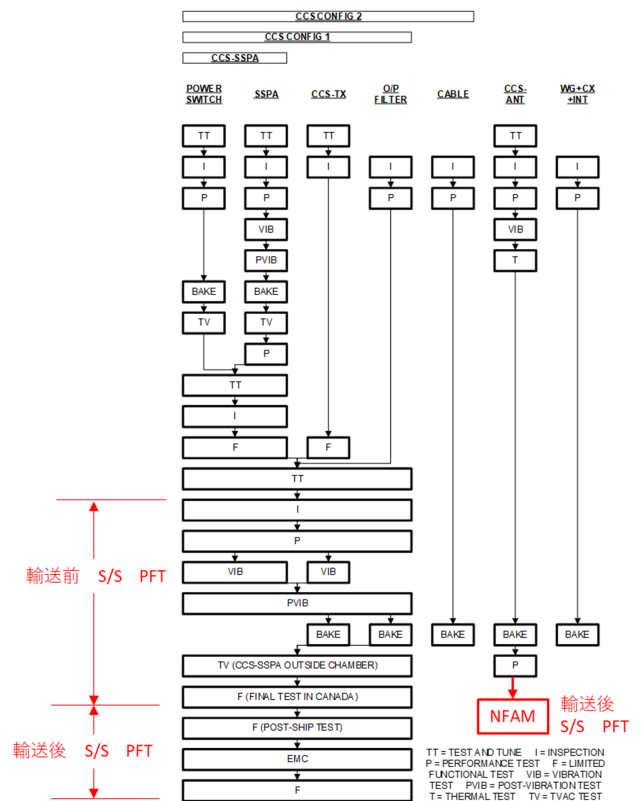 CCS CONFIG 2
CCS CONFIG 1
CCS-SSPA
POWER SWITCH
SSPA
CCS-TX
O/P FILTER
CABLE
CCS-ANT
WG+CX+INT
TT TT TT TT
I I I I I I I
P P P P P P
VIB VIB
PVIB T
BAKE BAKE
TV TV
P
TT
I
F F
TT
I
P
VIB VIB
PVIB
BAKE BAKE BAKE BAKE BAKE
TV (CCS-SSPA OUTSIDE CHAMBER) P
F (FINAL TEST IN CANADA)
F (POST-SHIP TEST)
EMC
F
輸送前 S/S PFT
輸送後 S/S PFT
NFAM
輸送後
S/S PFT
TT = TEST AND TUNE I = INSPECTION
P = PERFORMANCE TEST F = LIMITED
FUNCTIONAL TEST VIB = VIBRATION
TEST PVIB = POST-VIBRATION TEST
T = THERMAL TEST TV = TVAC TEST